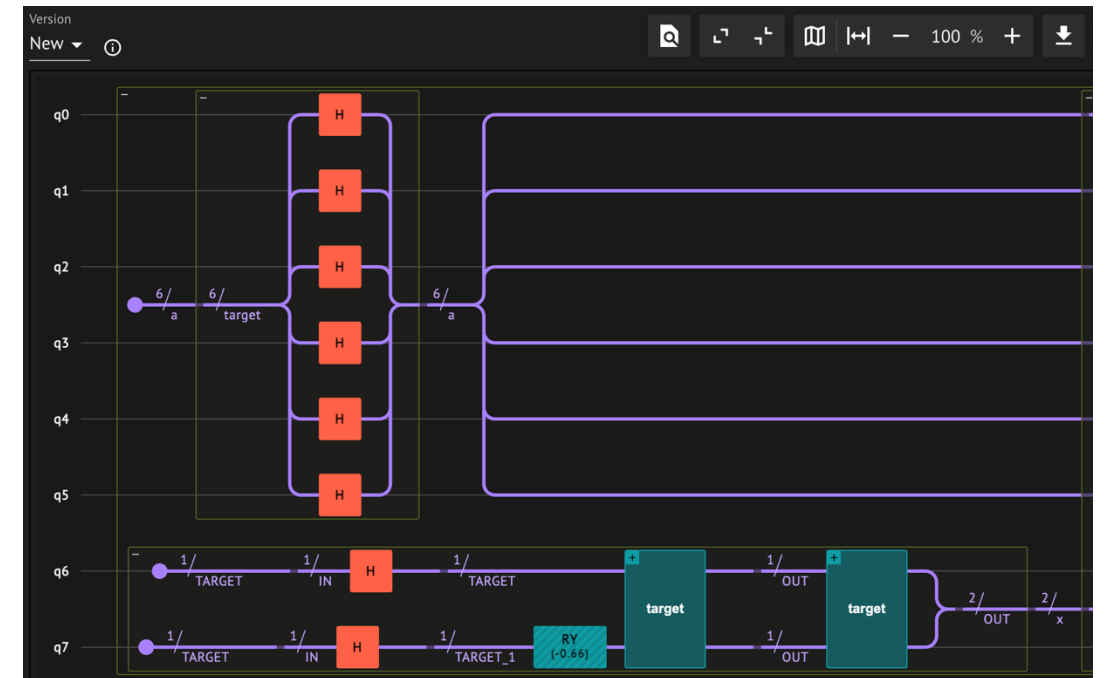 Version
New
100 %
q0 H
q1 H
q2 H
6/ a 6/ target 6/ a
q3 H
q4 H
q5 H
q6 1/ TARGET 1/ IN H 1/ TARGET + 1/ OUT +
target target 2/ OUT 2/ x
q7 1/ TARGET 1/ IN H 1/ TARGET_1 RY (-0.66) 1/ OUT